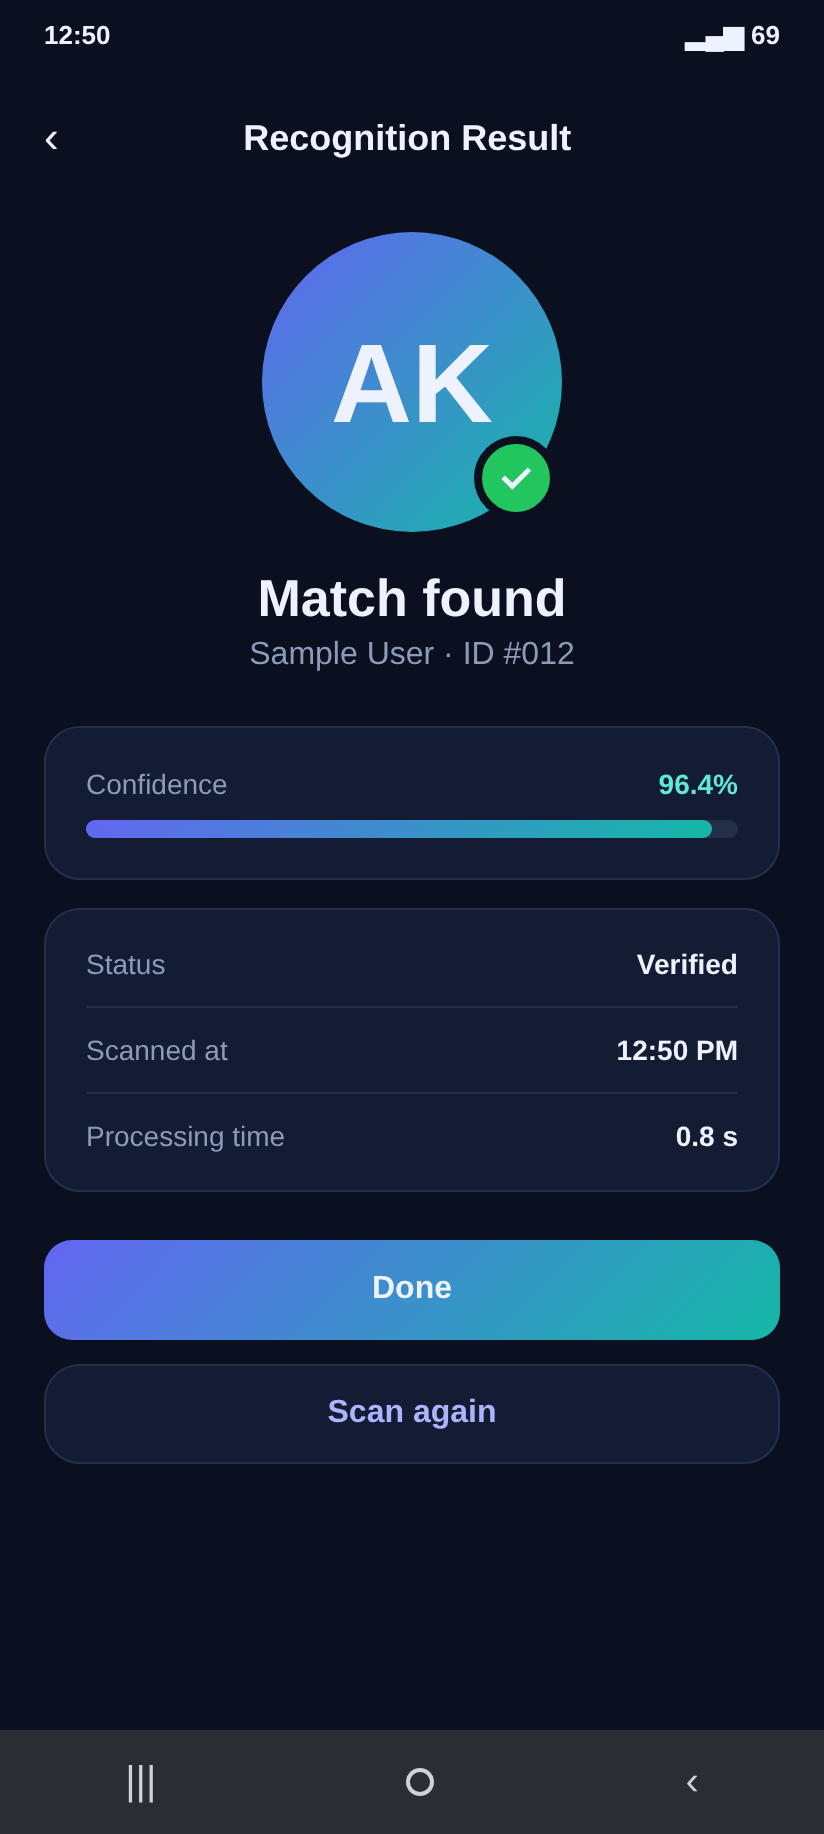 12:50 69
‹ Recognition Result
AK
Match found
Sample User · ID #012
Confidence 96.4%
Status Verified
Scanned at 12:50 PM
Processing time 0.8 s
Done
Scan again